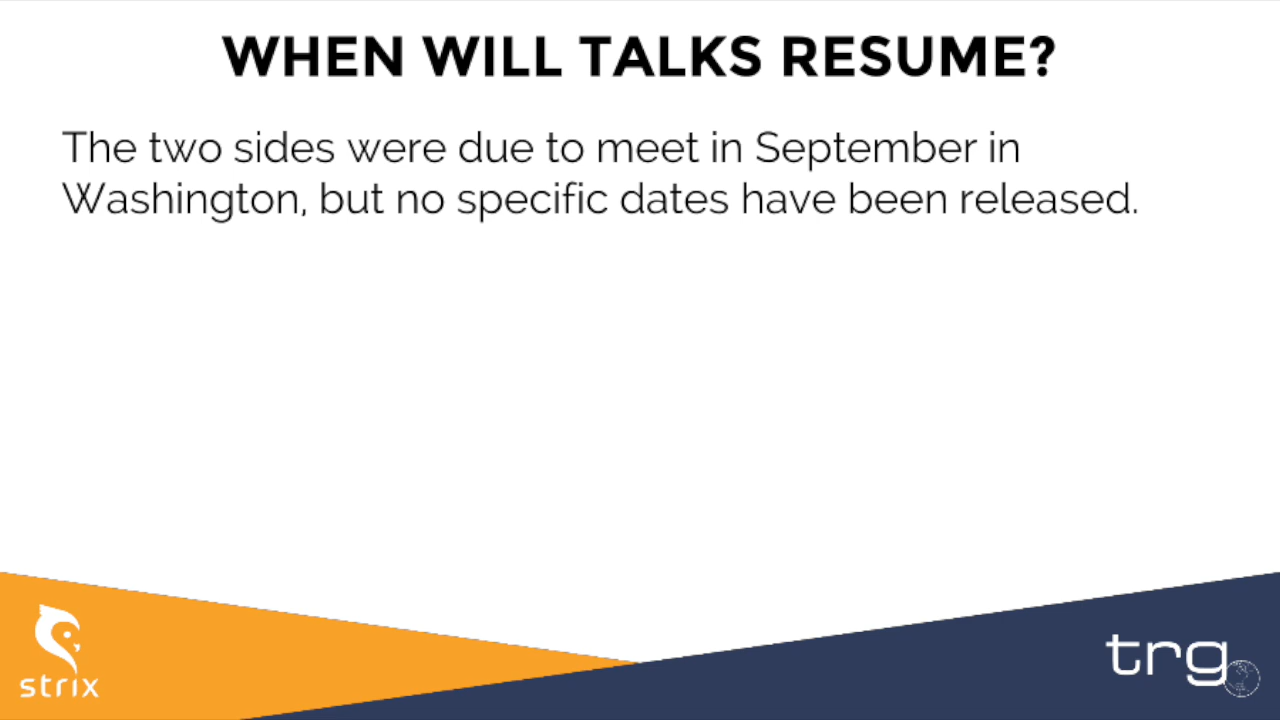 WHEN WILL TALKS RESUME?
The two sides were due to meet in September in
Washington, but no specific dates have been released.
strix
trg